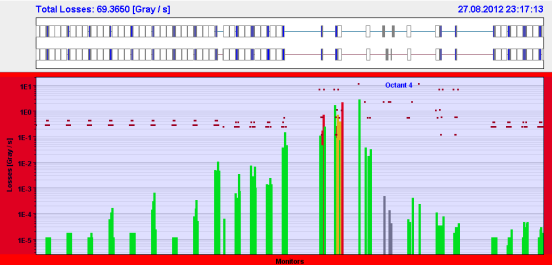 Total Losses: 69.3650 [Gray / s] 27.08.2012 23:17:13
Octant 4
1E1
1E0
1E-1
1E-2
1E-3
1E-4
1E-5
Losses [Gray / s]
Monitors